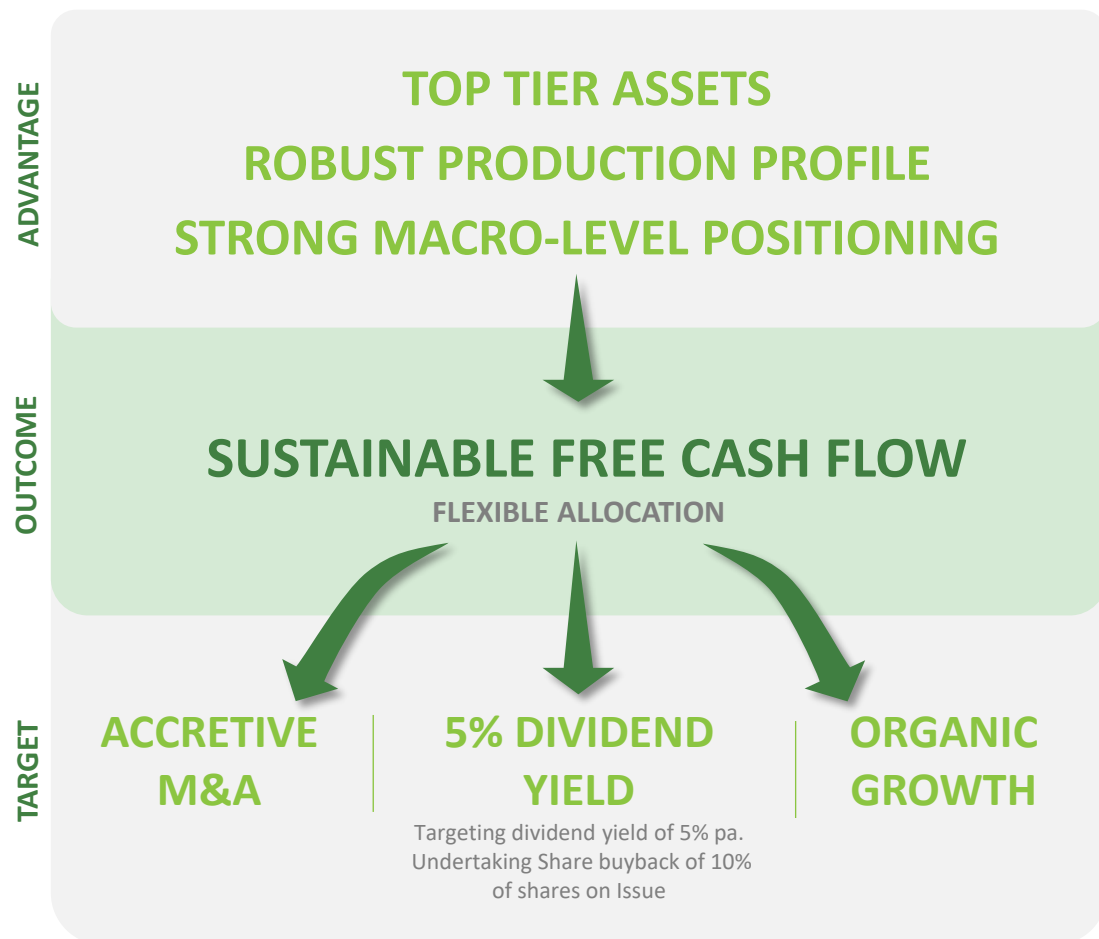 ADVANTAGE
TOP TIER ASSETS
ROBUST PRODUCTION PROFILE
STRONG MACRO-LEVEL POSITIONING
OUTCOME
SUSTAINABLE FREE CASH FLOW
FLEXIBLE ALLOCATION
TARGET
ACCRETIVE
M&A
5% DIVIDEND
YIELD
Targeting dividend yield of 5% pa.
Undertaking Share buyback of 10%
of shares on Issue
ORGANIC
GROWTH